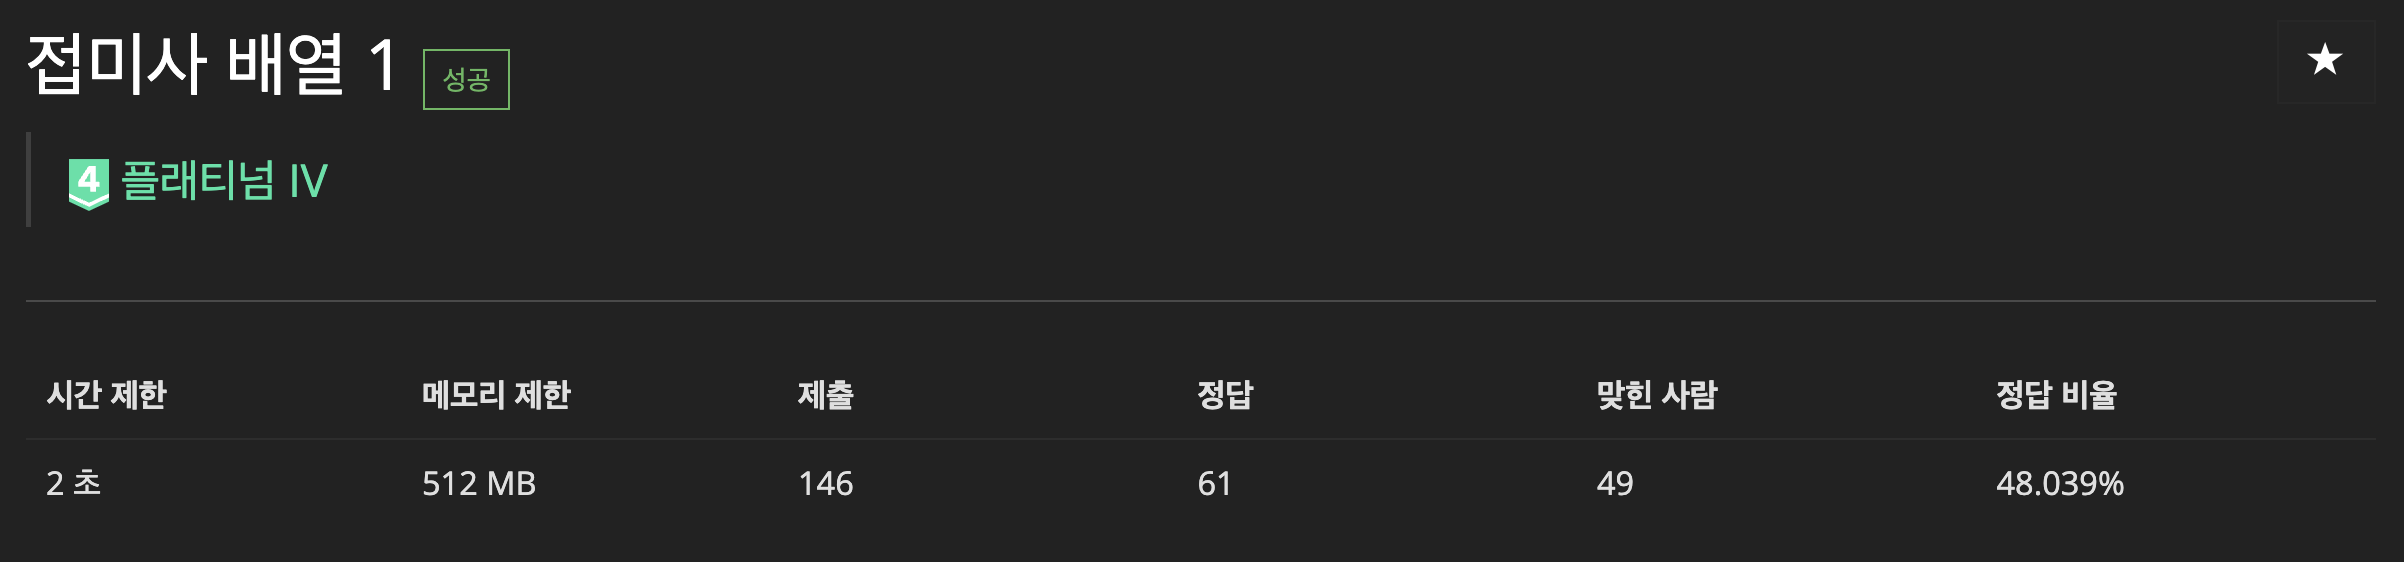 접미사 배열 1 성공
4 플래티넘 IV
시간 제한 메모리 제한 제출 정답 맞힌 사람 정답 비율
2 초 512 MB 146 61 49 48.039%